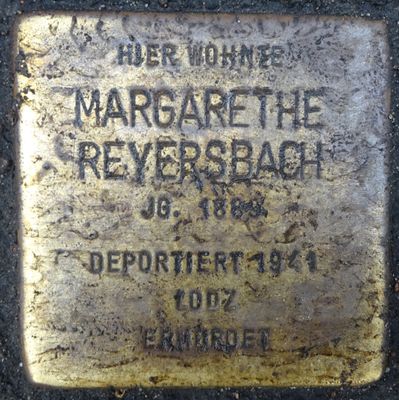 HIER WOHNTE
MARGARETHE
REYERSBACH
JG.
DEPORTIERT 1941
LODZ
ERMORDET